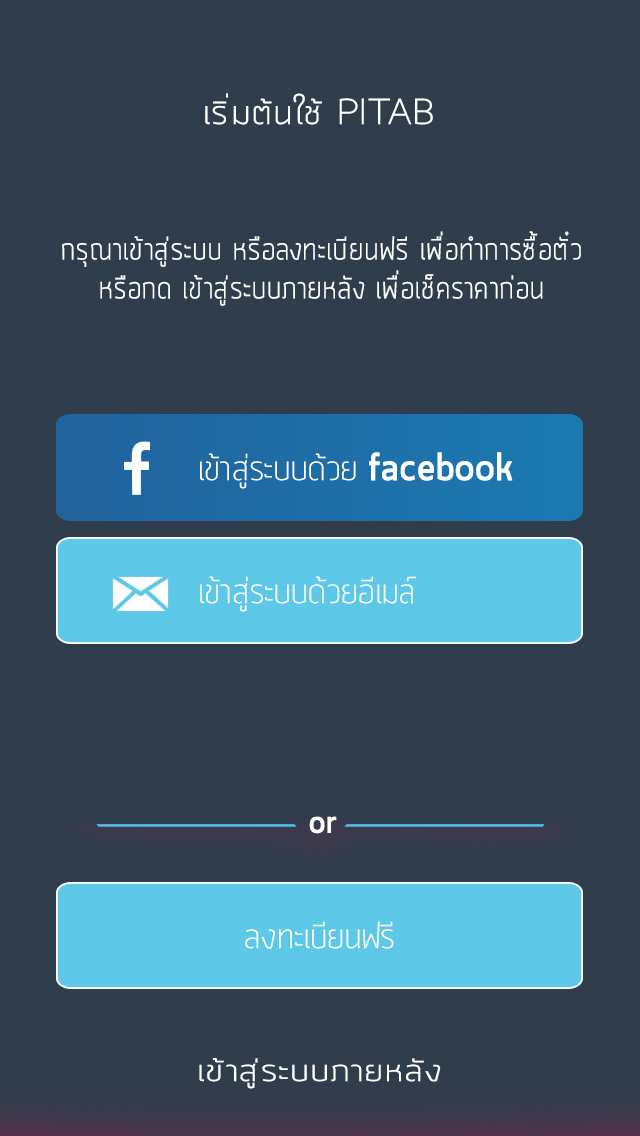 เริ่มต้นใช้ PITAB
กรุณาเข้าสู่ระบบ หรือลงทะเบียนฟรี เพื่อทำการซื้อตั๋ว
หรือกด เข้าสู่ระบบภายหลัง เพื่อเช็คราคาก่อน
เข้าสู่ระบบด้วย facebook
เข้าสู่ระบบด้วยอีเมล์
or
ลงทะเบียนฟรี
เข้าสู่ระบบภายหลัง